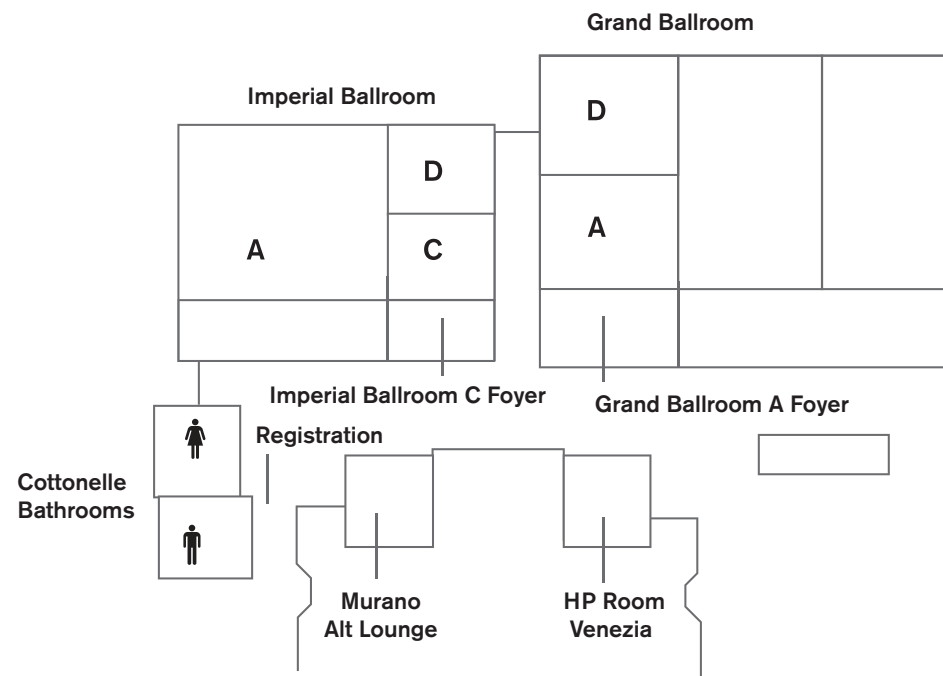 Grand Ballroom
Imperial Ballroom
D
D
A
A
C
Imperial Ballroom C Foyer
Grand Ballroom A Foyer
Registration
Cottonelle
Bathrooms
Murano
Alt Lounge
HP Room
Venezia